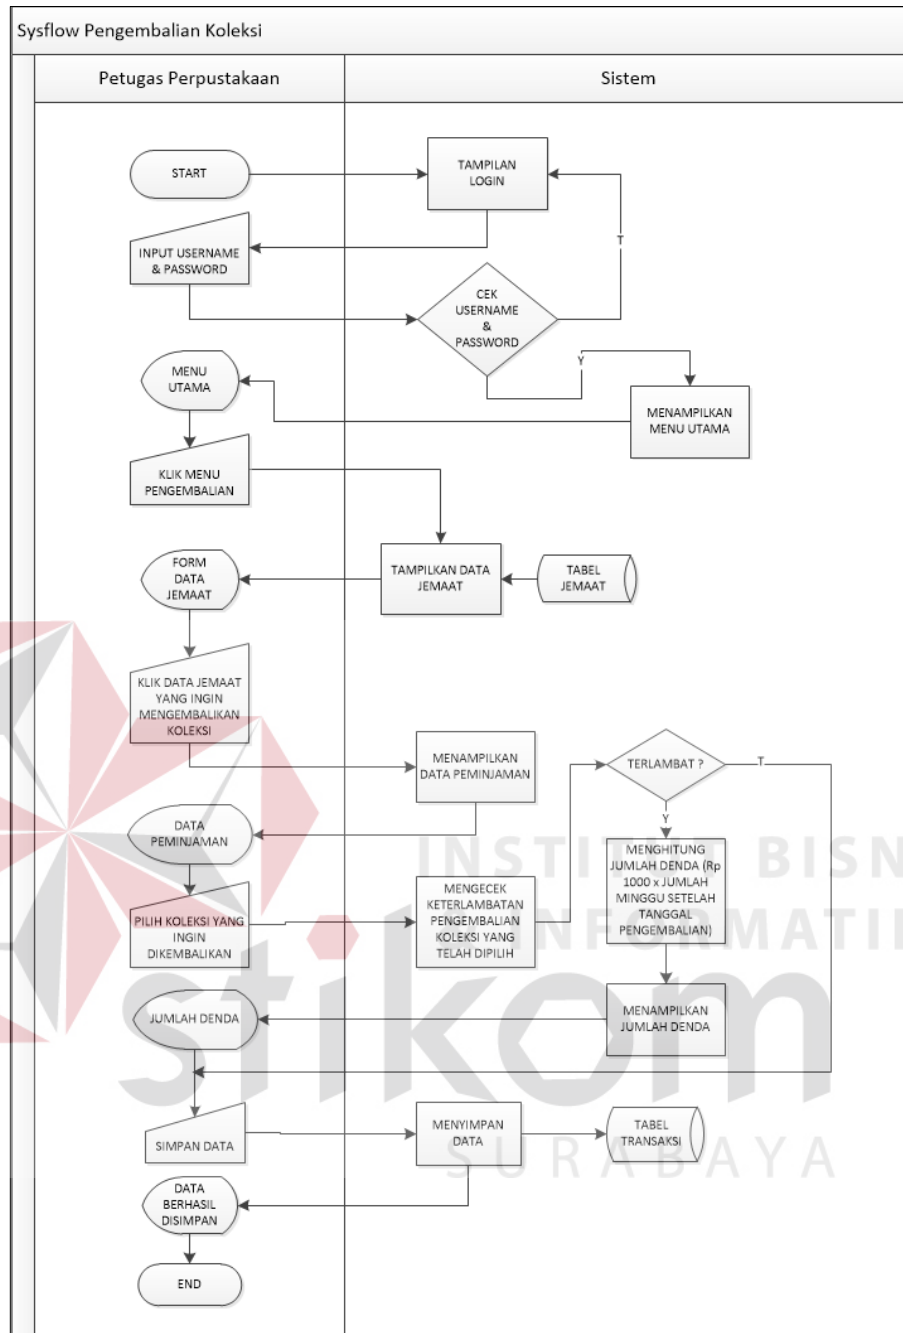 Sysflow Pengembalian Koleksi
Petugas Perpustakaan
Sistem
START
TAMPILAN
LOGIN
INPUT USERNAME
& PASSWORD
T
CEK
USERNAME
&
PASSWORD
Y
MENU
UTAMA
MENAMPILKAN
MENU UTAMA
KLIK MENU
PENGEMBALIAN
FORM
DATA
JEMAAT
TAMPILKAN DATA
JEMAAT
TABEL
JEMAAT
KLIK DATA JEMAAT
YANG INGIN
MENGEMBALIKAN
KOLEKSI
MENAMPILKAN
DATA PEMINJAMAN
TERLAMBAT ?
T
Y
DATA
PEMINJAMAN
MENGHITUNG
JUMLAH DENDA (Rp
1000 x JUMLAH
MINGGU SETELAH
TANGGAL
PENGEMBALIAN)
PILIH KOLEKSI YANG
INGIN
DIKEMBALIKAN
MENGECEK
KETERLAMBATAN
PENGEMBALIAN
KOLEKSI YANG
TELAH DIPILIH
INSTITUT BISN
INFORMATI
stikom
SURABAYA
JUMLAH DENDA
MENAMPILKAN
JUMLAH DENDA
SIMPAN DATA
MENYIMPAN
DATA
TABEL
TRANSAKSI
DATA
BERHASIL
DISIMPAN
END